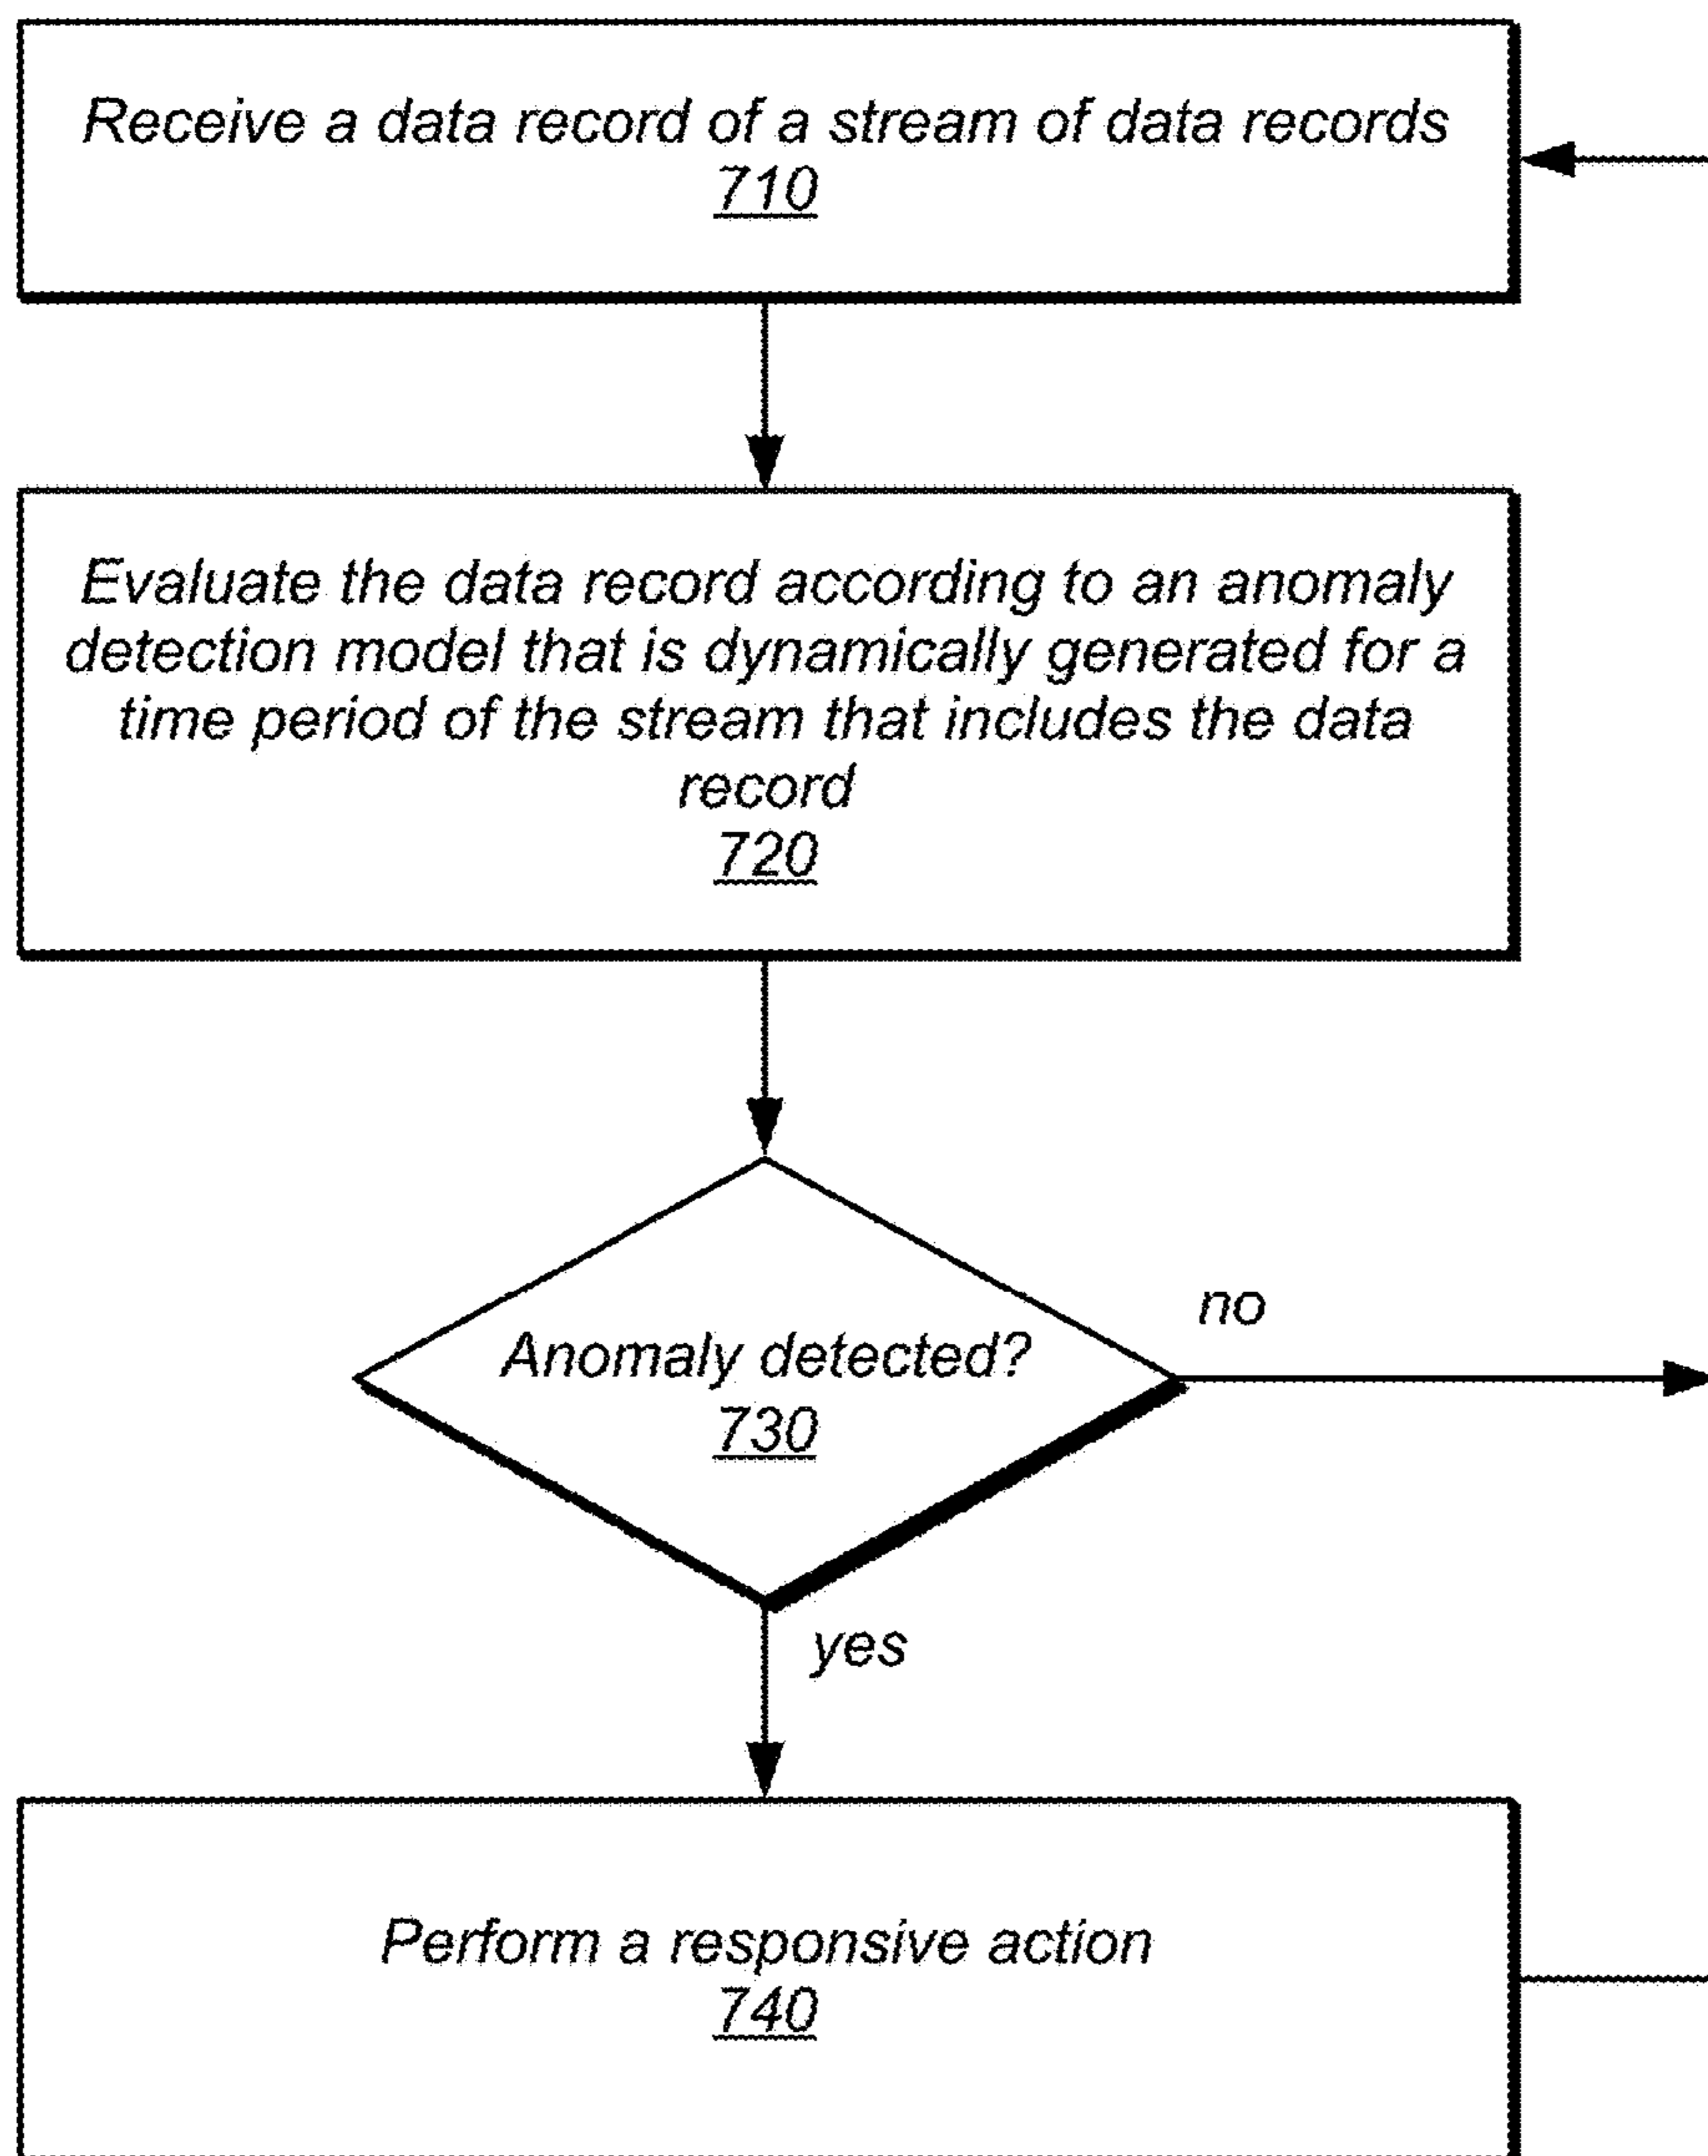 Receive a data record of a stream of data records
710
Evaluate the data record according to an anomaly
detection model that is dynamically generated for a
time period of the stream that includes the data
record
720
no
Anomaly detected?
730
yes
Perform a responsive action
740